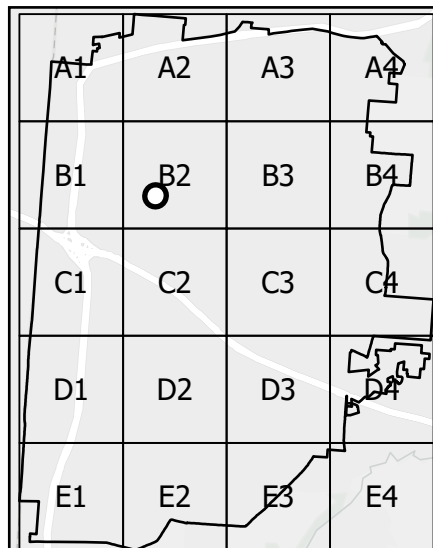 A1 A2 A3 A4
B1 B2 B3 B4
C1 C2 C3 C4
D1 D2 D3 D4
E1 E2 E3 E4